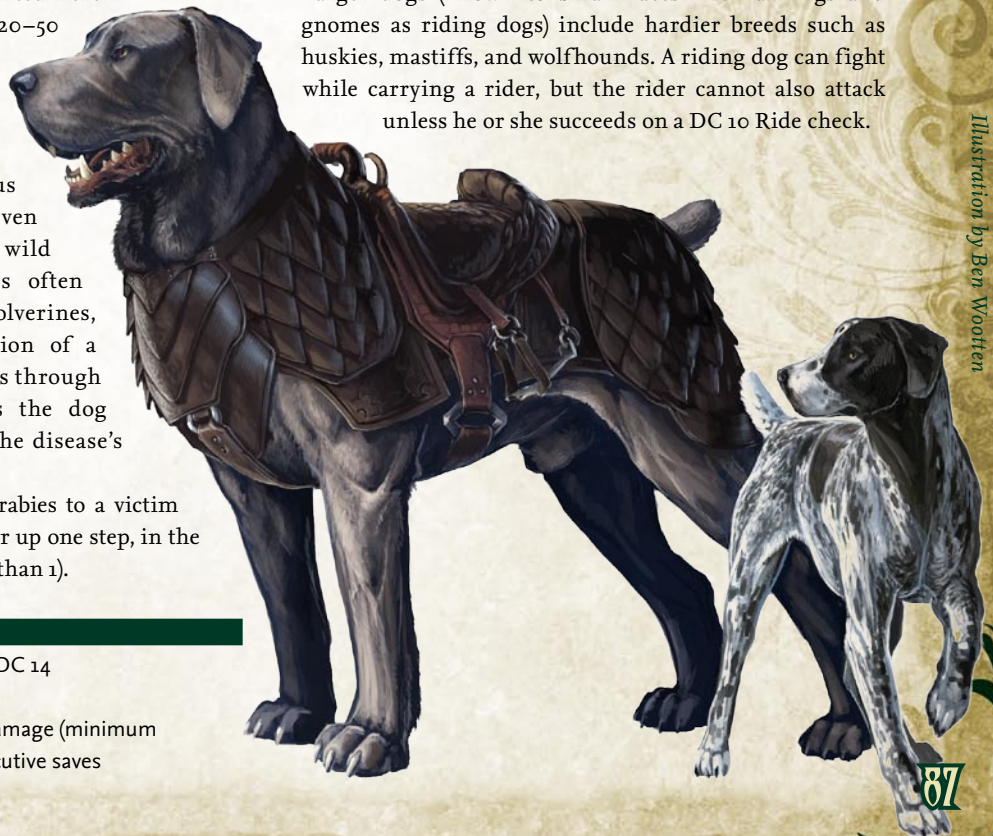 20–50
us
ven
wild
s often
olverines,
ion of a
s through
s the dog
he disease’s
rabies to a victim
r up one step, in the
than 1).
DC 14
mage (minimum
cutive saves
gnomes as riding dogs) include hardier breeds such as
huskies, mastiffs, and wolfhounds. A riding dog can fight
while carrying a rider, but the rider cannot also attack
unless he or she succeeds on a DC 10 Ride check.
Illustration by Ben Wootten
87